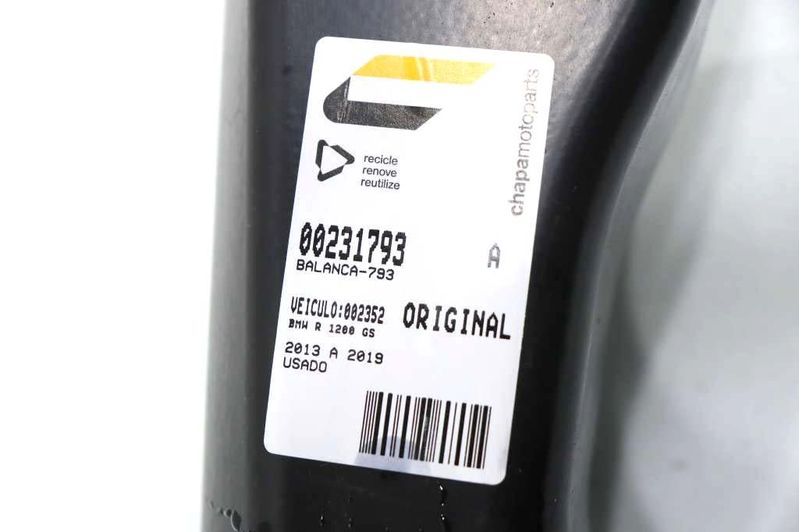 chapamotoparts
recicle
renove
reutilize
00231793 A
BALANCA-793
VEICULO:002352 ORIGINAL
BMW R 1200 GS
2013 A 2019
USADO